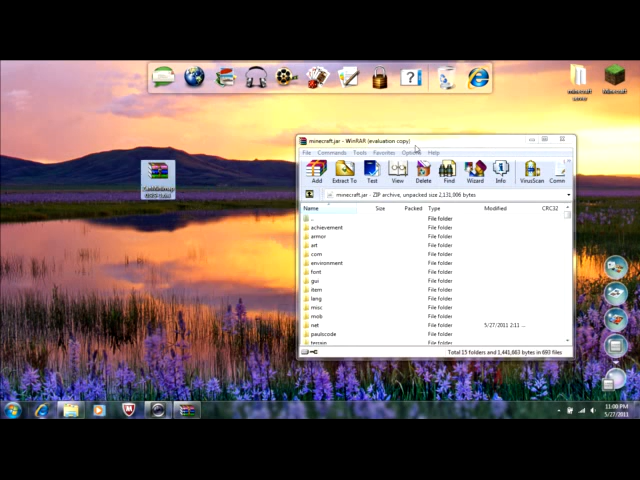 minecraft server
Minecraft
minecraft.jar - WinRAR (evaluation copy)
File Commands Tools Favorites Options Help
Add Extract To Test View Delete Find Wizard Info VirusScan Comm
minecraft.jar - ZIP archive, unpacked size 2,131,006 bytes
Name Size Packed Type Modified CRC32
.. File folder
achievement File folder
armor File folder
art File folder
com File folder
environment File folder
font File folder
gui File folder
item File folder
lang File folder
misc File folder
mob File folder
net File folder 5/27/2011 2:11 ...
paulscode File folder
terrain File folder
Total 15 folders and 1,441,663 bytes in 693 files
11:00 PM
5/27/2011